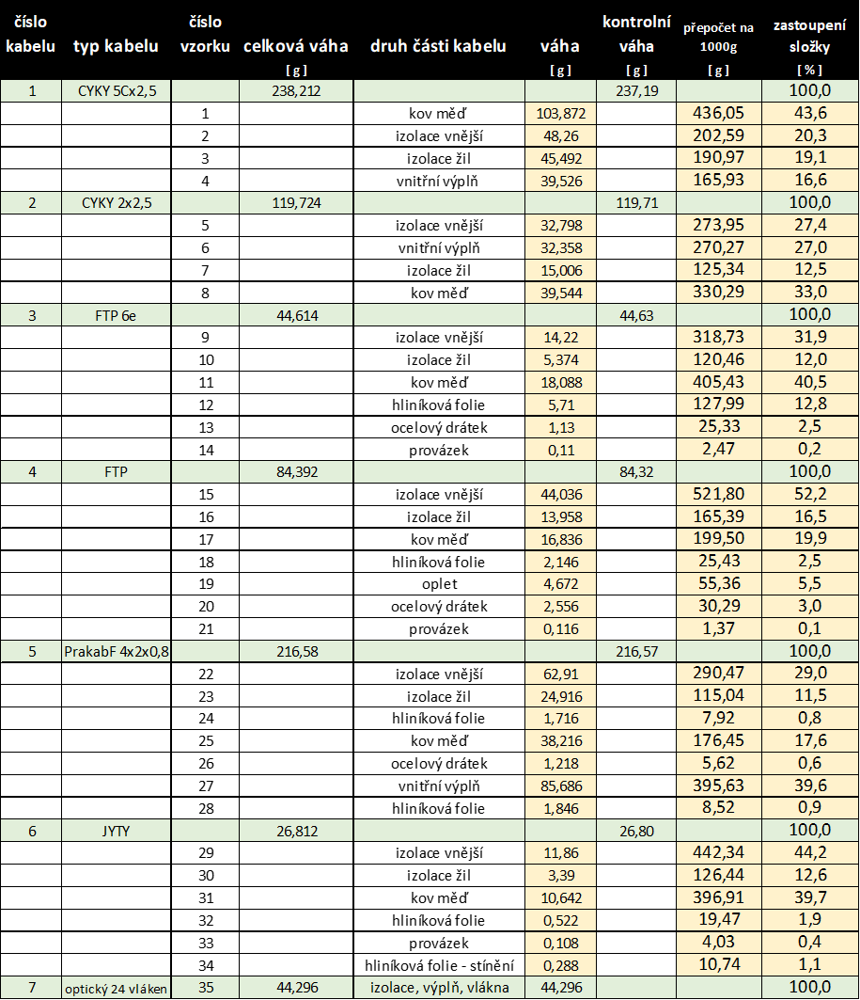 číslo kabelu typ kabelu číslo vzorku celková váha [ g ] druh části kabelu váha [ g ] kontrolní váha [ g ] přepočet na 1000g [ g ] zastoupení složky [ % ]
1 CYKY 5Cx2,5 238,212 237,19 100,0
1 kov měď 103,872 436,05 43,6
2 izolace vnější 48,26 202,59 20,3
3 izolace žil 45,492 190,97 19,1
4 vnitřní výplň 39,526 165,93 16,6
2 CYKY 2x2,5 119,724 119,71 100,0
5 izolace vnější 32,798 273,95 27,4
6 vnitřní výplň 32,358 270,27 27,0
7 izolace žil 15,006 125,34 12,5
8 kov měď 39,544 330,29 33,0
3 FTP 6e 44,614 44,63 100,0
9 izolace vnější 14,22 318,73 31,9
10 izolace žil 5,374 120,46 12,0
11 kov měď 18,088 405,43 40,5
12 hliníková folie 5,71 127,99 12,8
13 ocelový drátek 1,13 25,33 2,5
14 provázek 0,11 2,47 0,2
4 FTP 84,392 84,32 100,0
15 izolace vnější 44,036 521,80 52,2
16 izolace žil 13,958 165,39 16,5
17 kov měď 16,836 199,50 19,9
18 hliníková folie 2,146 25,43 2,5
19 oplet 4,672 55,36 5,5
20 ocelový drátek 2,556 30,29 3,0
21 provázek 0,116 1,37 0,1
5 PrakabF 4x2x0,8 216,58 216,57 100,0
22 izolace vnější 62,91 290,47 29,0
23 izolace žil 24,916 115,04 11,5
24 hliníková folie 1,716 7,92 0,8
25 kov měď 38,216 176,45 17,6
26 ocelový drátek 1,218 5,62 0,6
27 vnitřní výplň 85,686 395,63 39,6
28 hliníková folie 1,846 8,52 0,9
6 JYTY 26,812 26,80 100,0
29 izolace vnější 11,86 442,34 44,2
30 izolace žil 3,39 126,44 12,6
31 kov měď 10,642 396,91 39,7
32 hliníková folie 0,522 19,47 1,9
33 provázek 0,108 4,03 0,4
34 hliníková folie - stínění 0,288 10,74 1,1
7 optický 24 vláken 35 44,296 izolace, výplň, vlákna 44,296 100,0